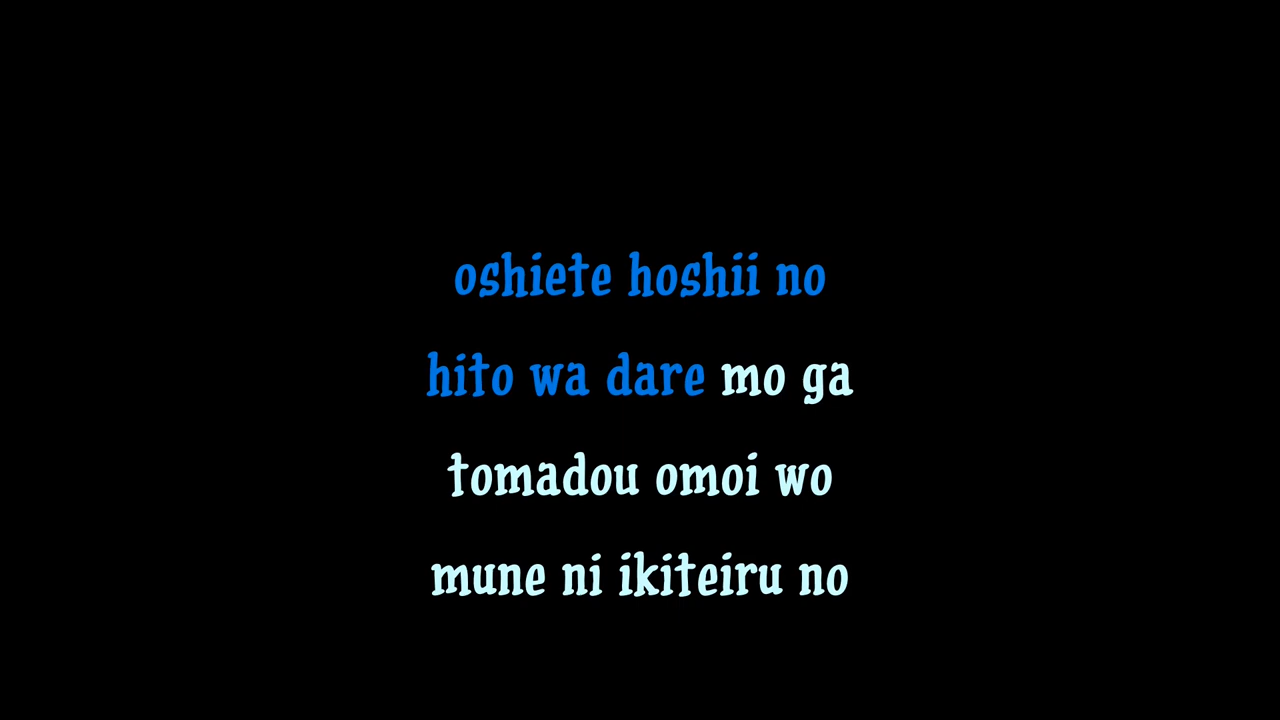 oshiete hoshii no
hito wa dare mo ga
tomadou omoi wo
mune ni ikiteiru no